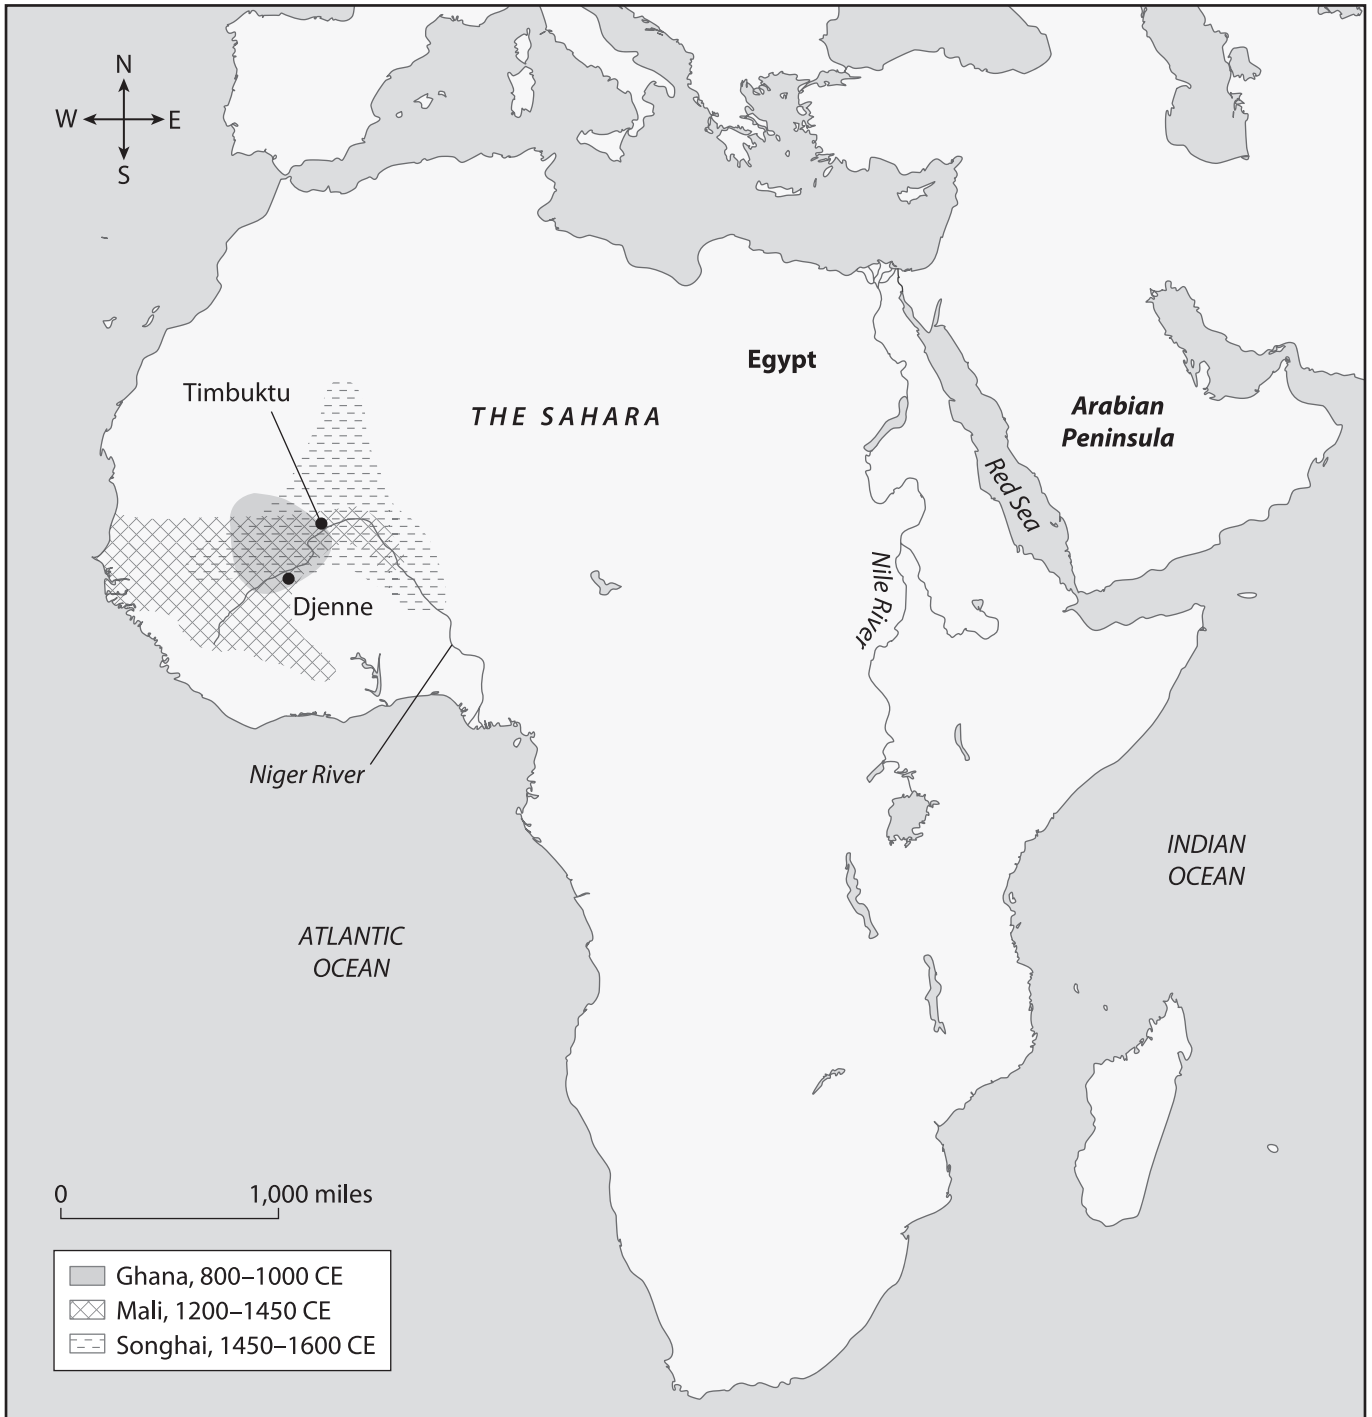 N
W E
S
Timbuktu
THE SAHARA
Egypt
Arabian
Peninsula
Red Sea
Nile River
Djenne
Niger River
INDIAN
OCEAN
ATLANTIC
OCEAN
0 1,000 miles
Ghana, 800–1000 CE
Mali, 1200–1450 CE
Songhai, 1450–1600 CE